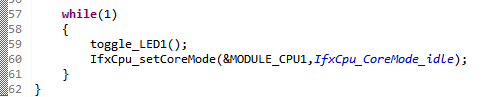 57 while(1)
58 {
59 toggle_LED1();
60 IfxCpu_setCoreMode(&MODULE_CPU1,IfxCpu_CoreMode_idle);
61 }
62 }